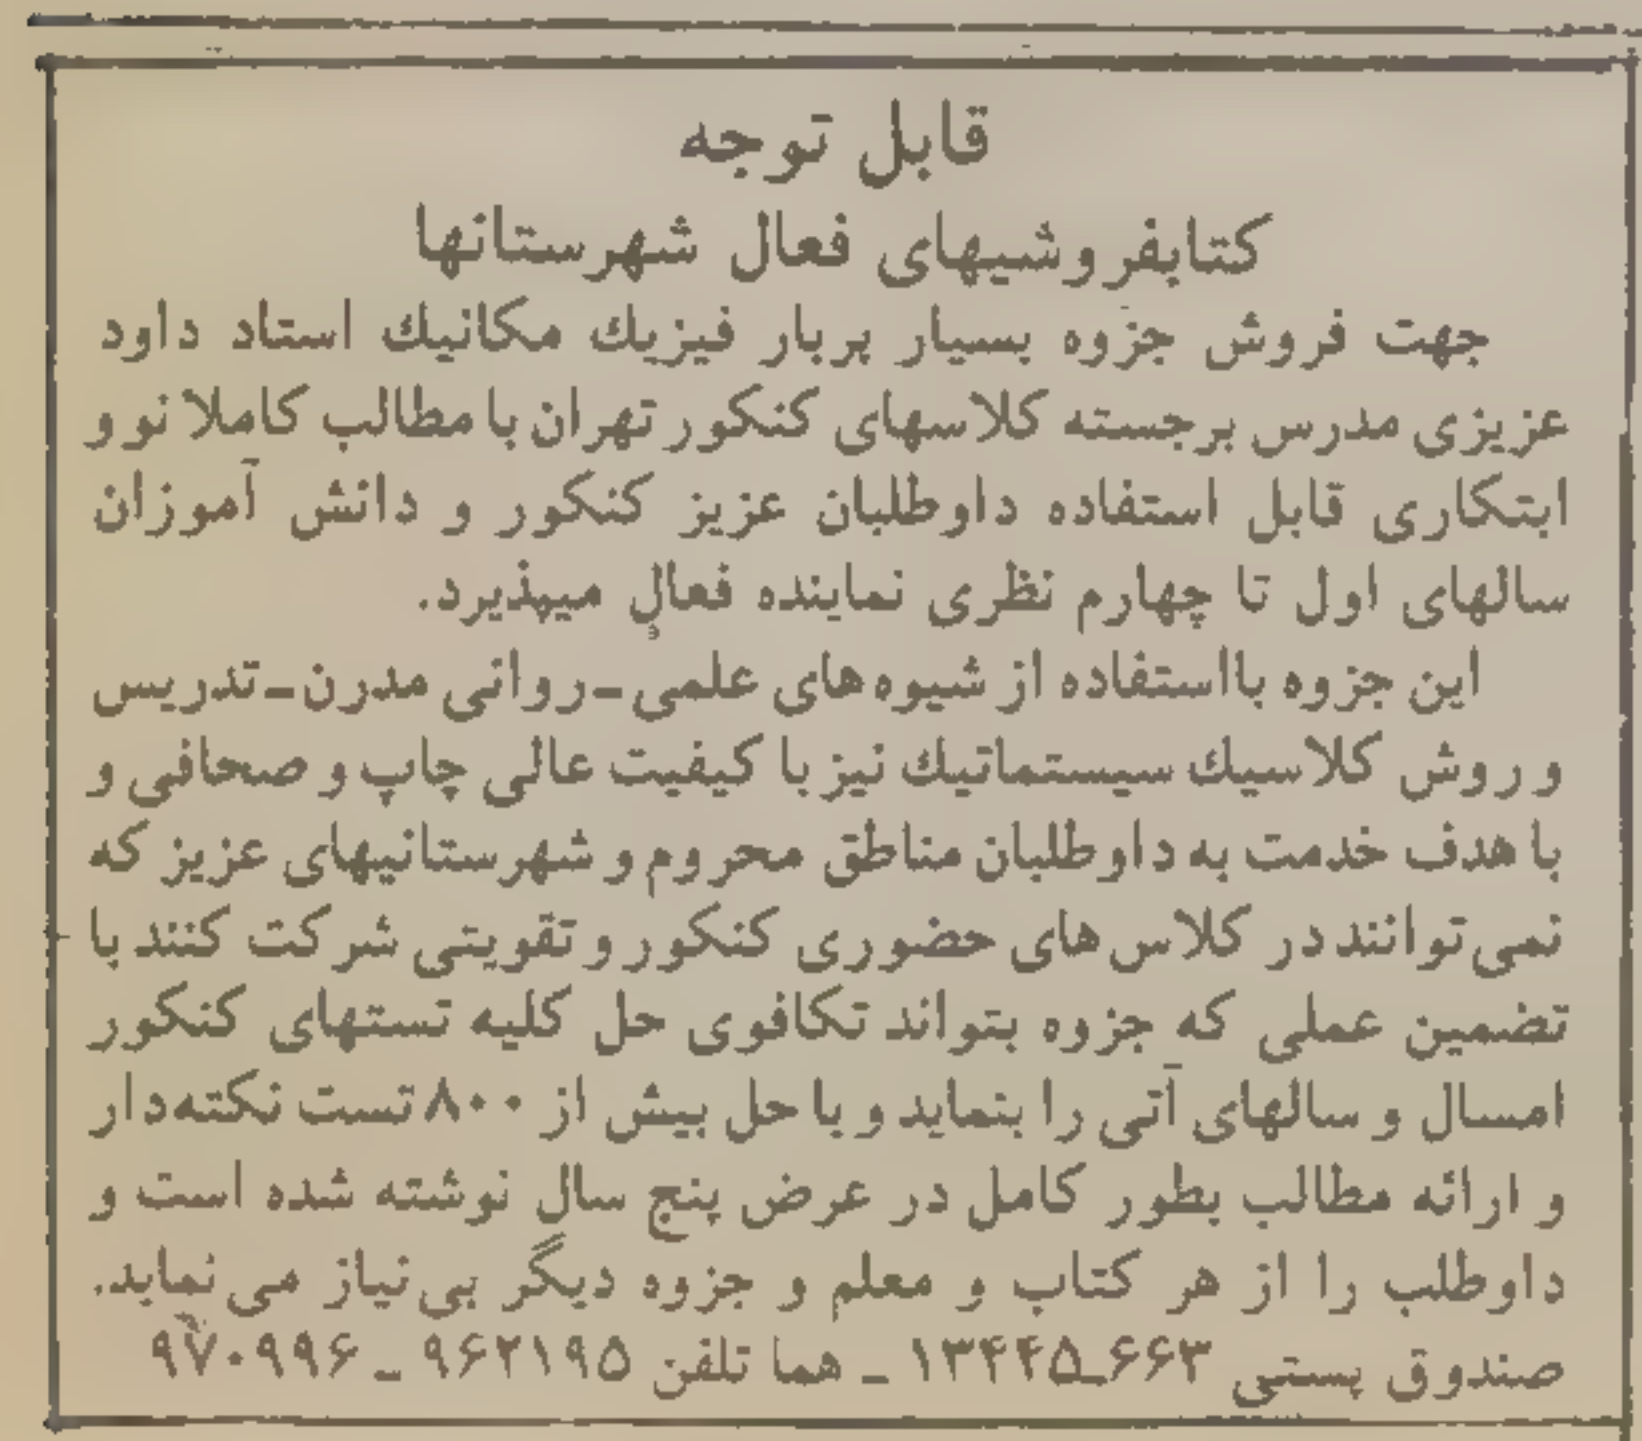 قابل توجه
کتابفروشیهای فعال شهرستانها
جهت فروش جزوه بسیار پربار فیزیك مکانیك استاد داود
عزیزی مدرس برجسته کلاسهای کنکور تهران با مطالب کاملا نو و
ابتکاری قابل استفاده داوطلبان عزیز کنکور و دانش آموزان
سالهای اول تا چهارم نظری نماینده فعال میپذیرد.
این جزوه بااستفاده از شیوه های علمی ـ روانی مدرن ـ تدریس
و روش کلاسیك سیستماتیك نیز با کیفیت عالی چاپ و صحافی و
با هدف خدمت به داوطلبان مناطق محروم و شهرستانیهای عزیز که
نمی توانند در کلاس های حضوری کنکور و تقویتی شرکت کنند با
تضمین عملی که جزوه بتواند تکافوی حل کلیه تستهای کنکور
امسال و سالهای آتی را بنماید و با حل بیش از ۸۰۰ تست نکته دار
و ارائه مطالب بطور کامل در عرض پنج سال نوشته شده است و
داوطلب را از هر کتاب و معلم و جزوه دیگر بی نیاز می نماید.
صندوق پستی ۶۶۳ـ۱۳۴۴۵ ـ هما تلفن ۹۶۲۱۹۵ ـ ۹۷۰۹۹۶